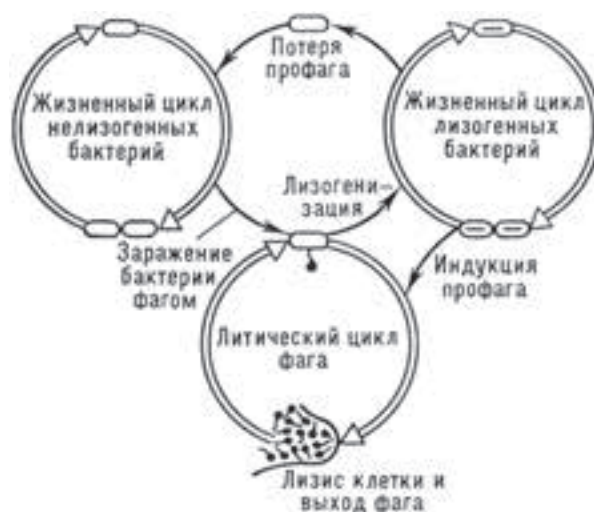 Потеря
профага
Жизненный цикл
нелизогенных
бактерий
Жизненный цикл
лизогенных
бактерий
Лизогени-
зация
Заражение
бактерии
фагом
Индукция
профага
Литический цикл
фага
Лизис клетки и
выход фага